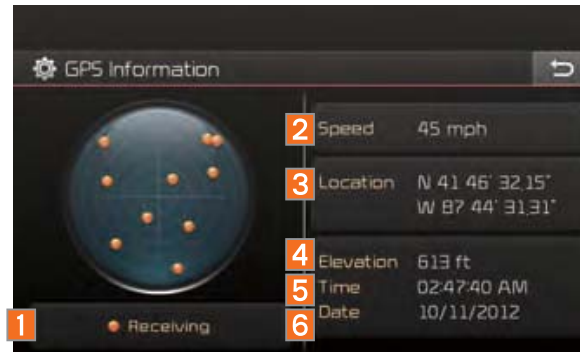 GPS Information
2 Speed 45 mph
3 Location N 41 46' 32.15"
W 87 44' 31.31"
4 Elevation 613 ft
5 Time 02:47:40 AM
6 Date 10/11/2012
1 Receiving